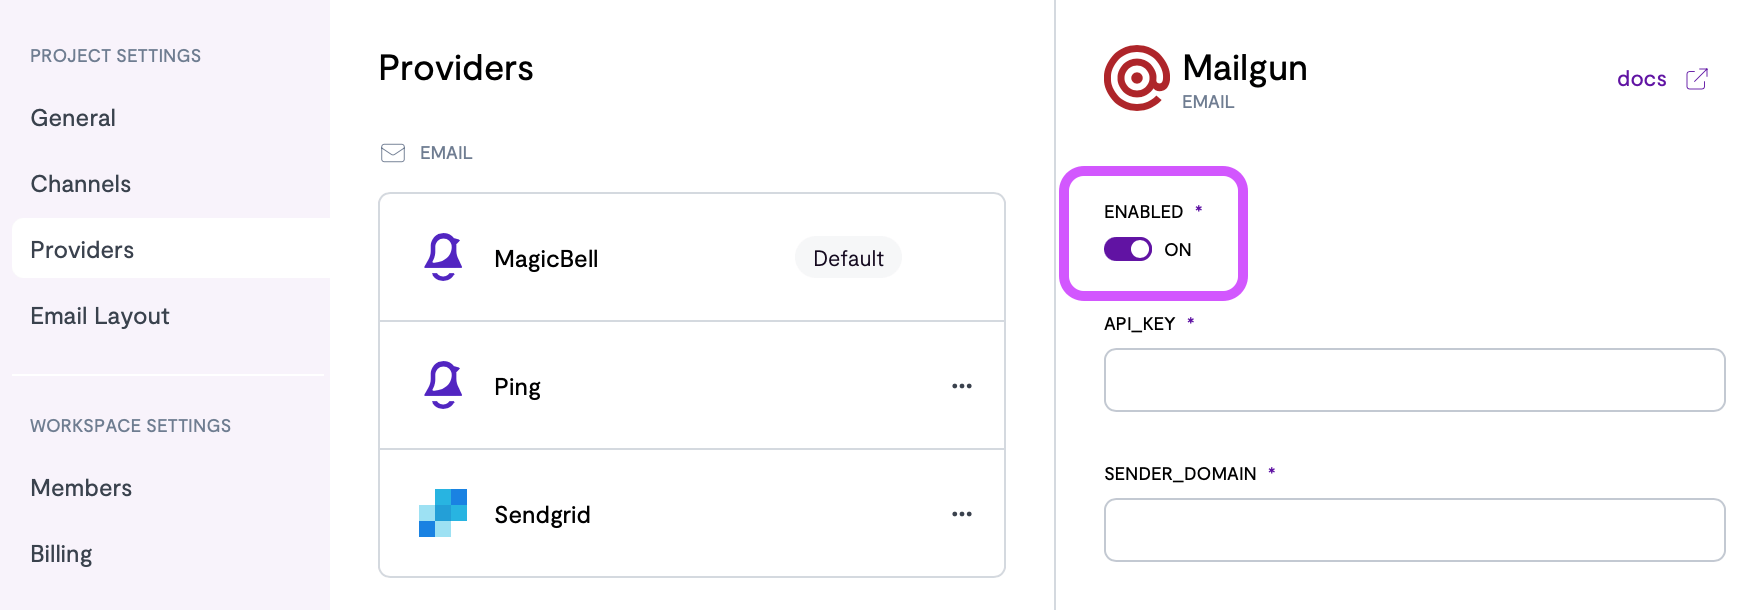 PROJECT SETTINGS
General
Channels
Providers
Email Layout
WORKSPACE SETTINGS
Members
Billing
Providers
EMAIL
MagicBell
Default
Ping
Sendgrid
Mailgun
EMAIL
docs
ENABLED *
ON
API_KEY *
SENDER_DOMAIN *